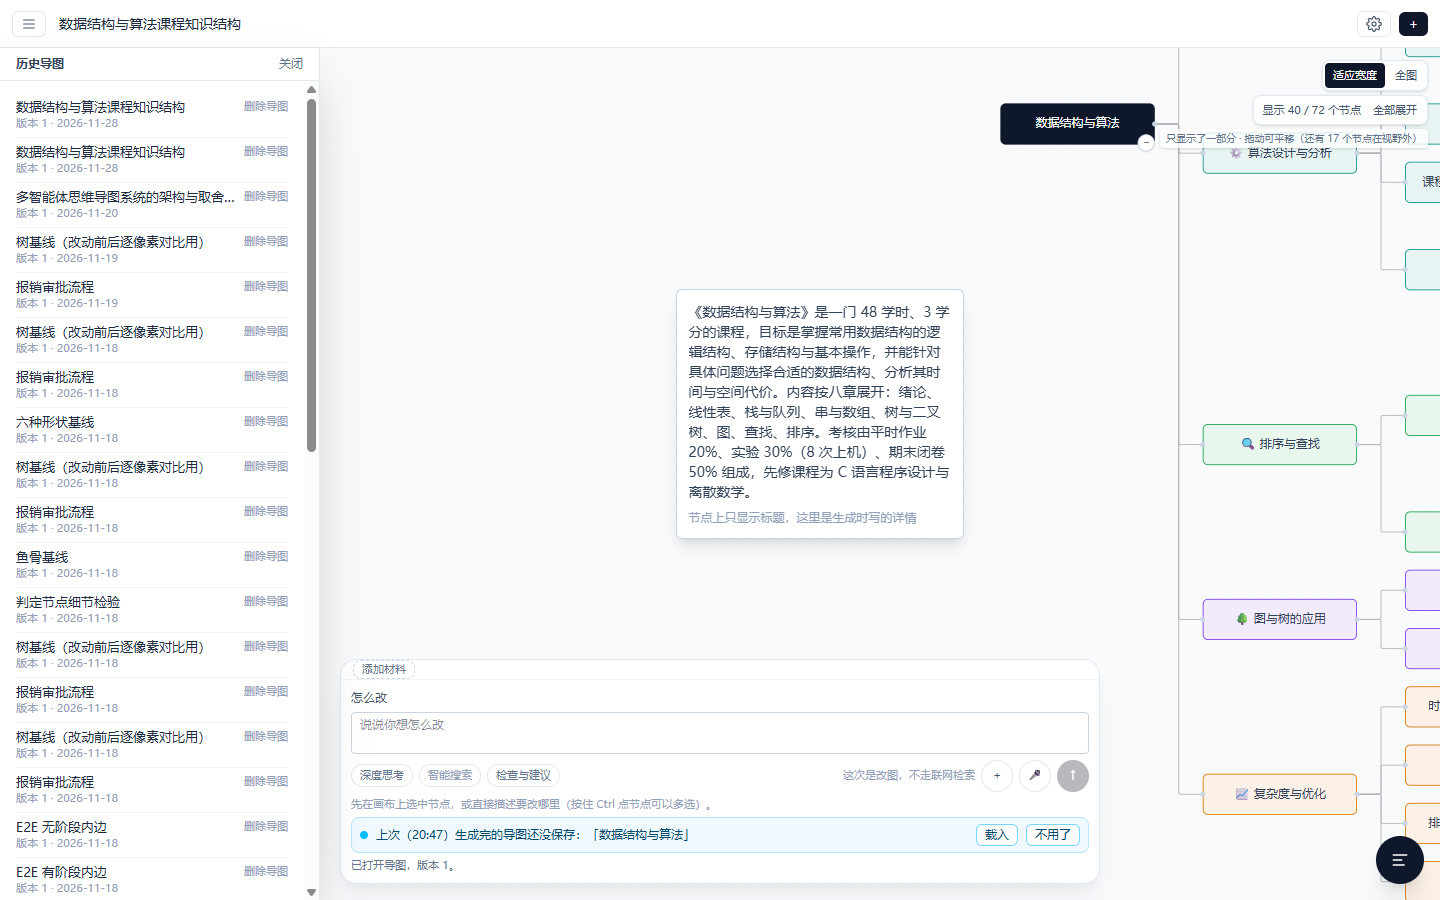 数据结构与算法课程知识结构
+
历史导图
关闭
数据结构与算法课程知识结构
删除导图
版本 1 · 2026-11-28
数据结构与算法课程知识结构
删除导图
版本 1 · 2026-11-28
多智能体思维导图系统的架构与取舍...
删除导图
版本 1 · 2026-11-20
树基线（改动前后逐像素对比用）
删除导图
版本 1 · 2026-11-19
报销审批流程
删除导图
版本 1 · 2026-11-19
树基线（改动前后逐像素对比用）
删除导图
版本 1 · 2026-11-18
报销审批流程
删除导图
版本 1 · 2026-11-18
六种形状基线
删除导图
版本 1 · 2026-11-18
树基线（改动前后逐像素对比用）
删除导图
版本 1 · 2026-11-18
报销审批流程
删除导图
版本 1 · 2026-11-18
鱼骨基线
删除导图
版本 1 · 2026-11-18
判定节点细节检验
删除导图
版本 1 · 2026-11-18
树基线（改动前后逐像素对比用）
删除导图
版本 1 · 2026-11-18
报销审批流程
删除导图
版本 1 · 2026-11-18
树基线（改动前后逐像素对比用）
删除导图
版本 1 · 2026-11-18
报销审批流程
删除导图
版本 1 · 2026-11-18
E2E 无阶段内边
删除导图
版本 1 · 2026-11-18
E2E 有阶段内边
删除导图
版本 1 · 2026-11-18
适应宽度
全图
显示 40 / 72 个节点
全部展开
只显示了一部分 · 拖动可平移（还有 17 个节点在视野外）
数据结构与算法
算法设计与分析
课程
排序与查找
图与树的应用
时
复杂度与优化
排
《数据结构与算法》是一门 48 学时、3 学
分的课程，目标是掌握常用数据结构的逻
辑结构、存储结构与基本操作，并能针对
具体问题选择合适的数据结构、分析其时
间与空间代价。内容按八章展开：绪论、
线性表、栈与队列、串与数组、树与二叉
树、图、查找、排序。考核由平时作业
20%、实验 30%（8 次上机）、期末闭卷
50% 组成，先修课程为 C 语言程序设计与
离散数学。
节点上只显示标题，这里是生成时写的详情
添加材料
怎么改
说说你想怎么改
深度思考
智能搜索
检查与建议
这次是改图，不走联网检索
+
先在画布上选中节点，或直接描述要改哪里（按住 Ctrl 点节点可以多选）。
上次（20:47）生成完的导图还没保存：「数据结构与算法」
载入
不用了
已打开导图，版本 1。